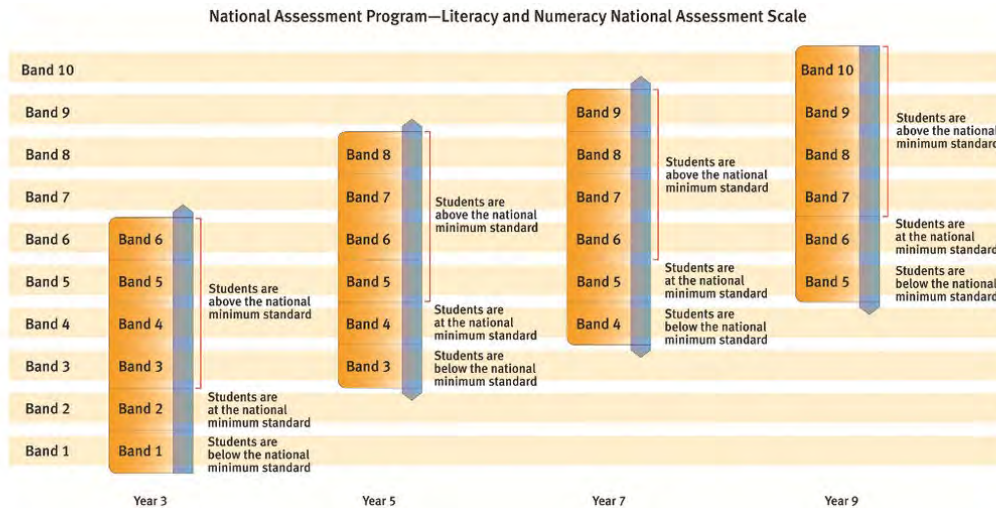 National Assessment Program—Literacy and Numeracy National Assessment Scale
Band 10
Band 9
Band 8
Band 7
Band 6
Band 5
Band 4
Band 3
Band 2
Band 1
Band 6
Band 5
Band 4
Band 3
Band 2
Band 1
Students are
above the national
minimum standard
Students are
at the national
minimum standard
Students are
below the national
minimum standard
Year 3
Band 8
Band 7
Band 6
Band 5
Band 4
Band 3
Students are
above the national
minimum standard
Students are
at the national
minimum standard
Students are
below the national
minimum standard
Year 5
Band 9
Band 8
Band 7
Band 6
Band 5
Band 4
Students are
above the national
minimum standard
Students are
at the national
minimum standard
Students are
below the national
minimum standard
Year 7
Band 10
Band 9
Band 8
Band 7
Band 6
Band 5
Students are
above the national
minimum standard
Students are
at the national
minimum standard
Students are
below the national
minimum standard
Year 9